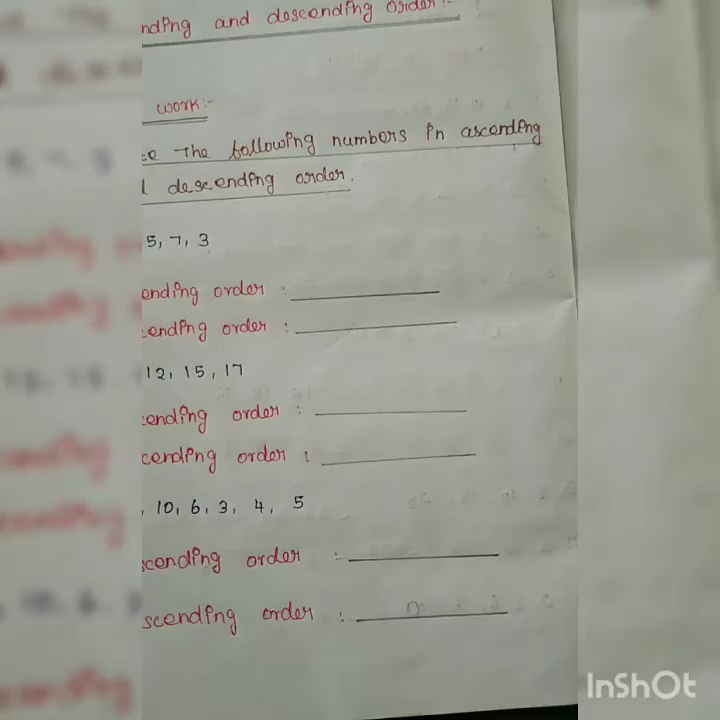 nding and descending order :-
work:-
The following numbers in ascending
descending order.
5, 7, 3
ending order :
cending order :
12, 15, 17
cending order :
cending order :
, 10, 6, 3, 4, 5
scending order :
scending order :
InShOt